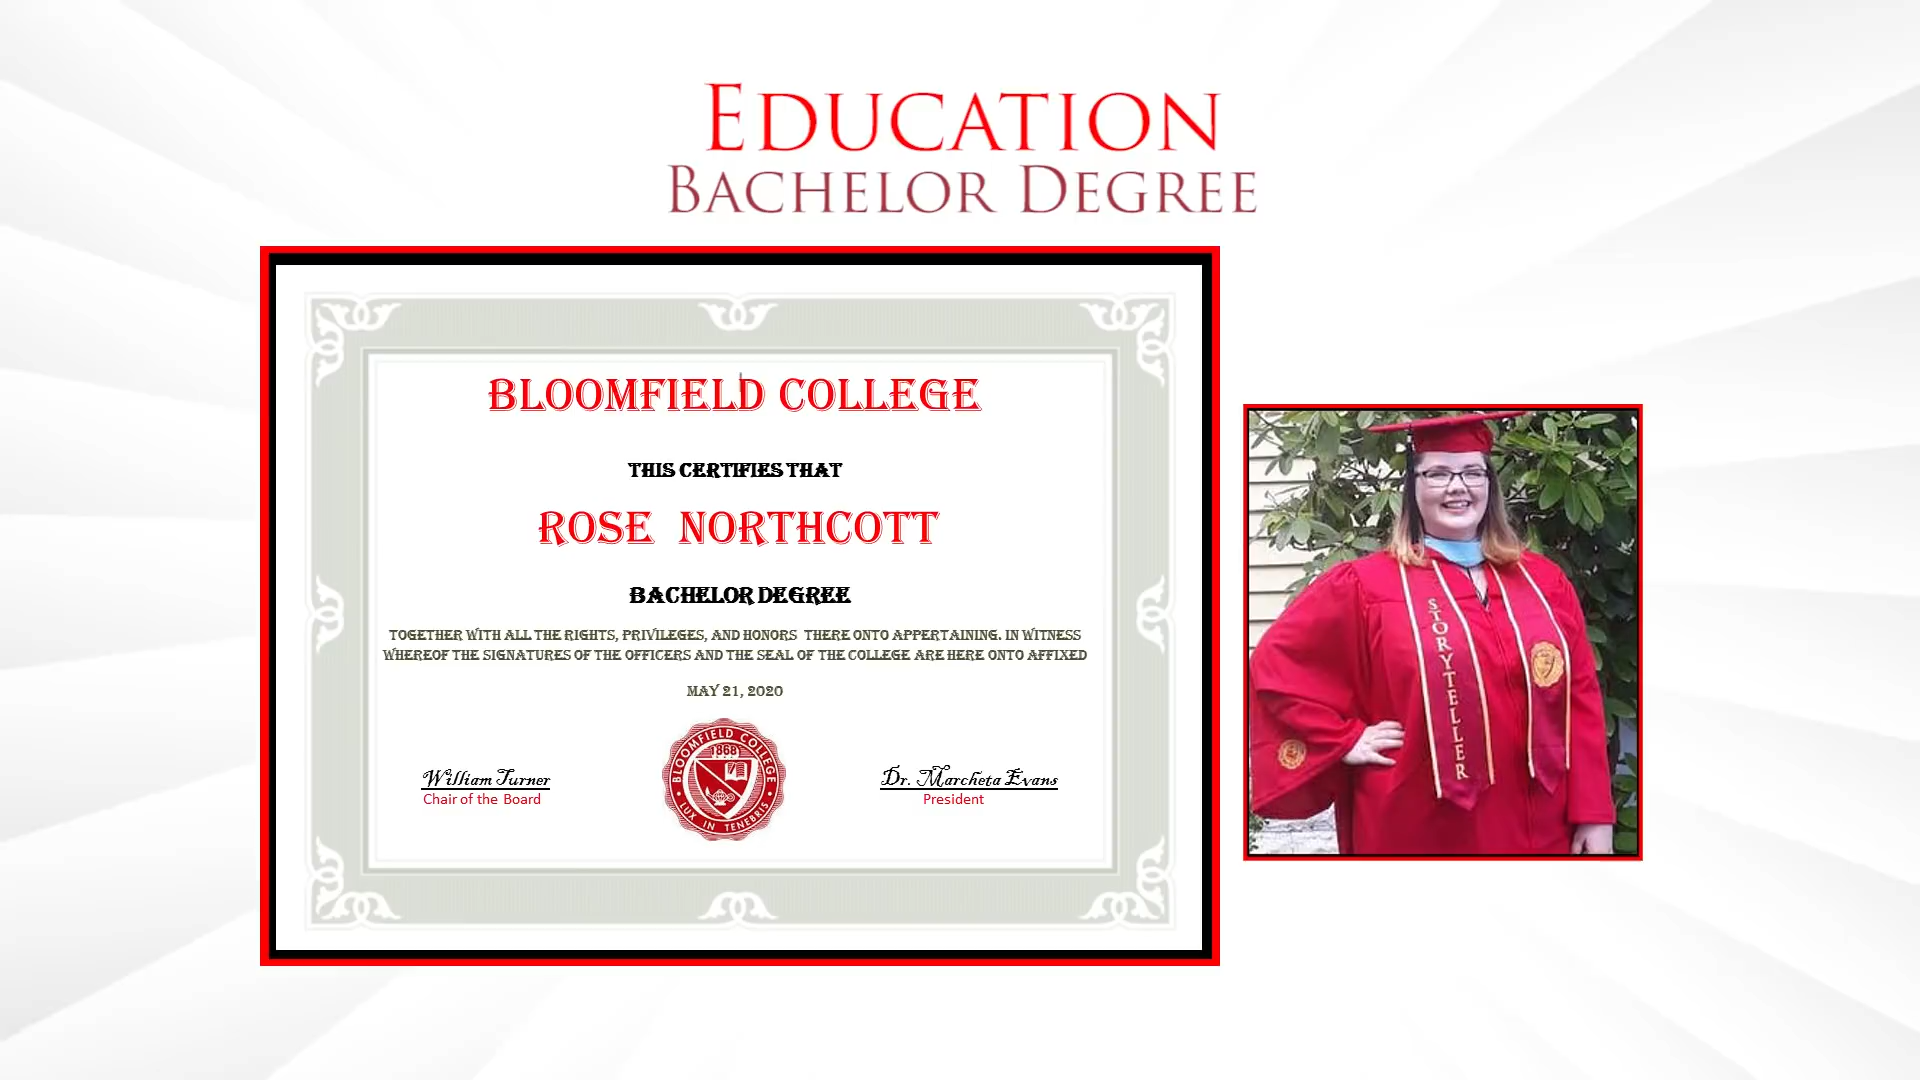 EDUCATION
BACHELOR DEGREE
BLOOMFIELD COLLEGE
THIS CERTIFIES THAT
ROSE NORTHCOTT
BACHELOR DEGREE
TOGETHER WITH ALL THE RIGHTS, PRIVILEGES, AND HONORS THERE ONTO APPERTAINING. IN WITNESS
WHEREOF THE SIGNATURES OF THE OFFICERS AND THE SEAL OF THE COLLEGE ARE HERE ONTO AFFIXED
MAY 21, 2020
BLOOMFIELD COLLEGE
1868
LUX IN TENEBRIS
William Turner
Chair of the Board
Dr. Marcheta Evans
President
STORYTELLER